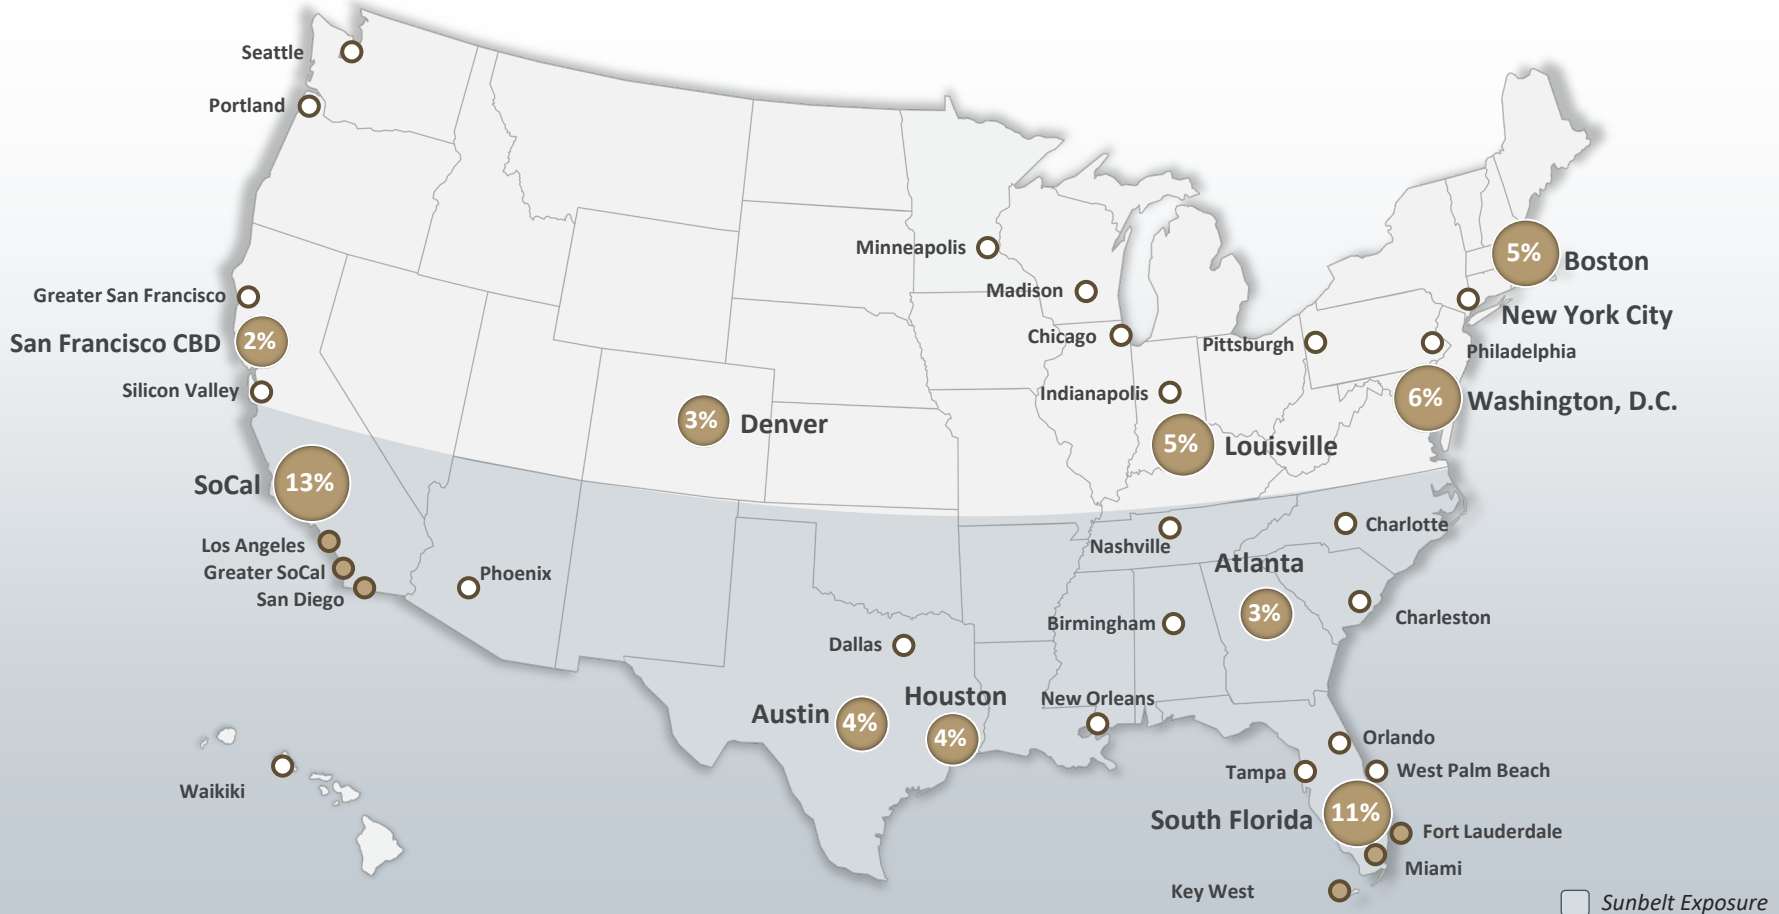 Seattle
Portland
Minneapolis
5%
Boston
Madison
Greater San Francisco
New York City
Chicago
San Francisco CBD
2%
Pittsburgh
Philadelphia
Silicon Valley
Indianapolis
6%
Washington, D.C.
3%
Denver
5%
Louisville
SoCal
13%
Charlotte
Nashville
Los Angeles
Greater SoCal
Phoenix
Atlanta
San Diego
3%
Charleston
Birmingham
Dallas
New Orleans
Houston
Austin
4%
4%
Orlando
Waikiki
Tampa
West Palm Beach
South Florida
11%
Fort Lauderdale
Miami
Key West
Sunbelt Exposure